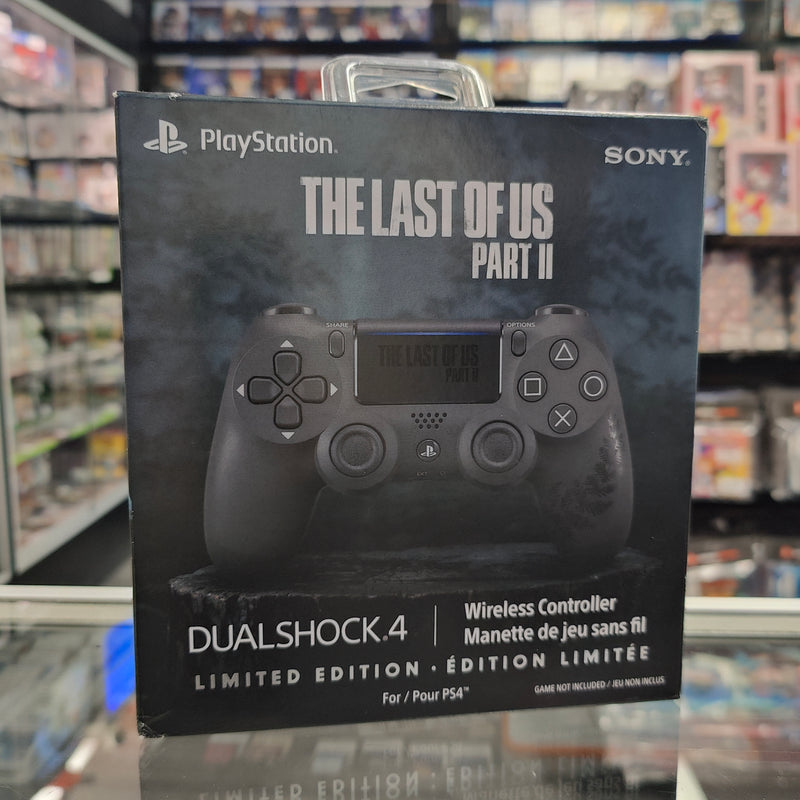 PlayStation®
SONY®
THE LAST OF US
PART II
SHARE
OPTIONS
THE LAST OF US
PART II
DUALSHOCK®4
Wireless Controller
Manette de jeu sans fil
LIMITED EDITION · ÉDITION LIMITÉE
For / Pour PS4™
GAME NOT INCLUDED / JEU NON INCLUS